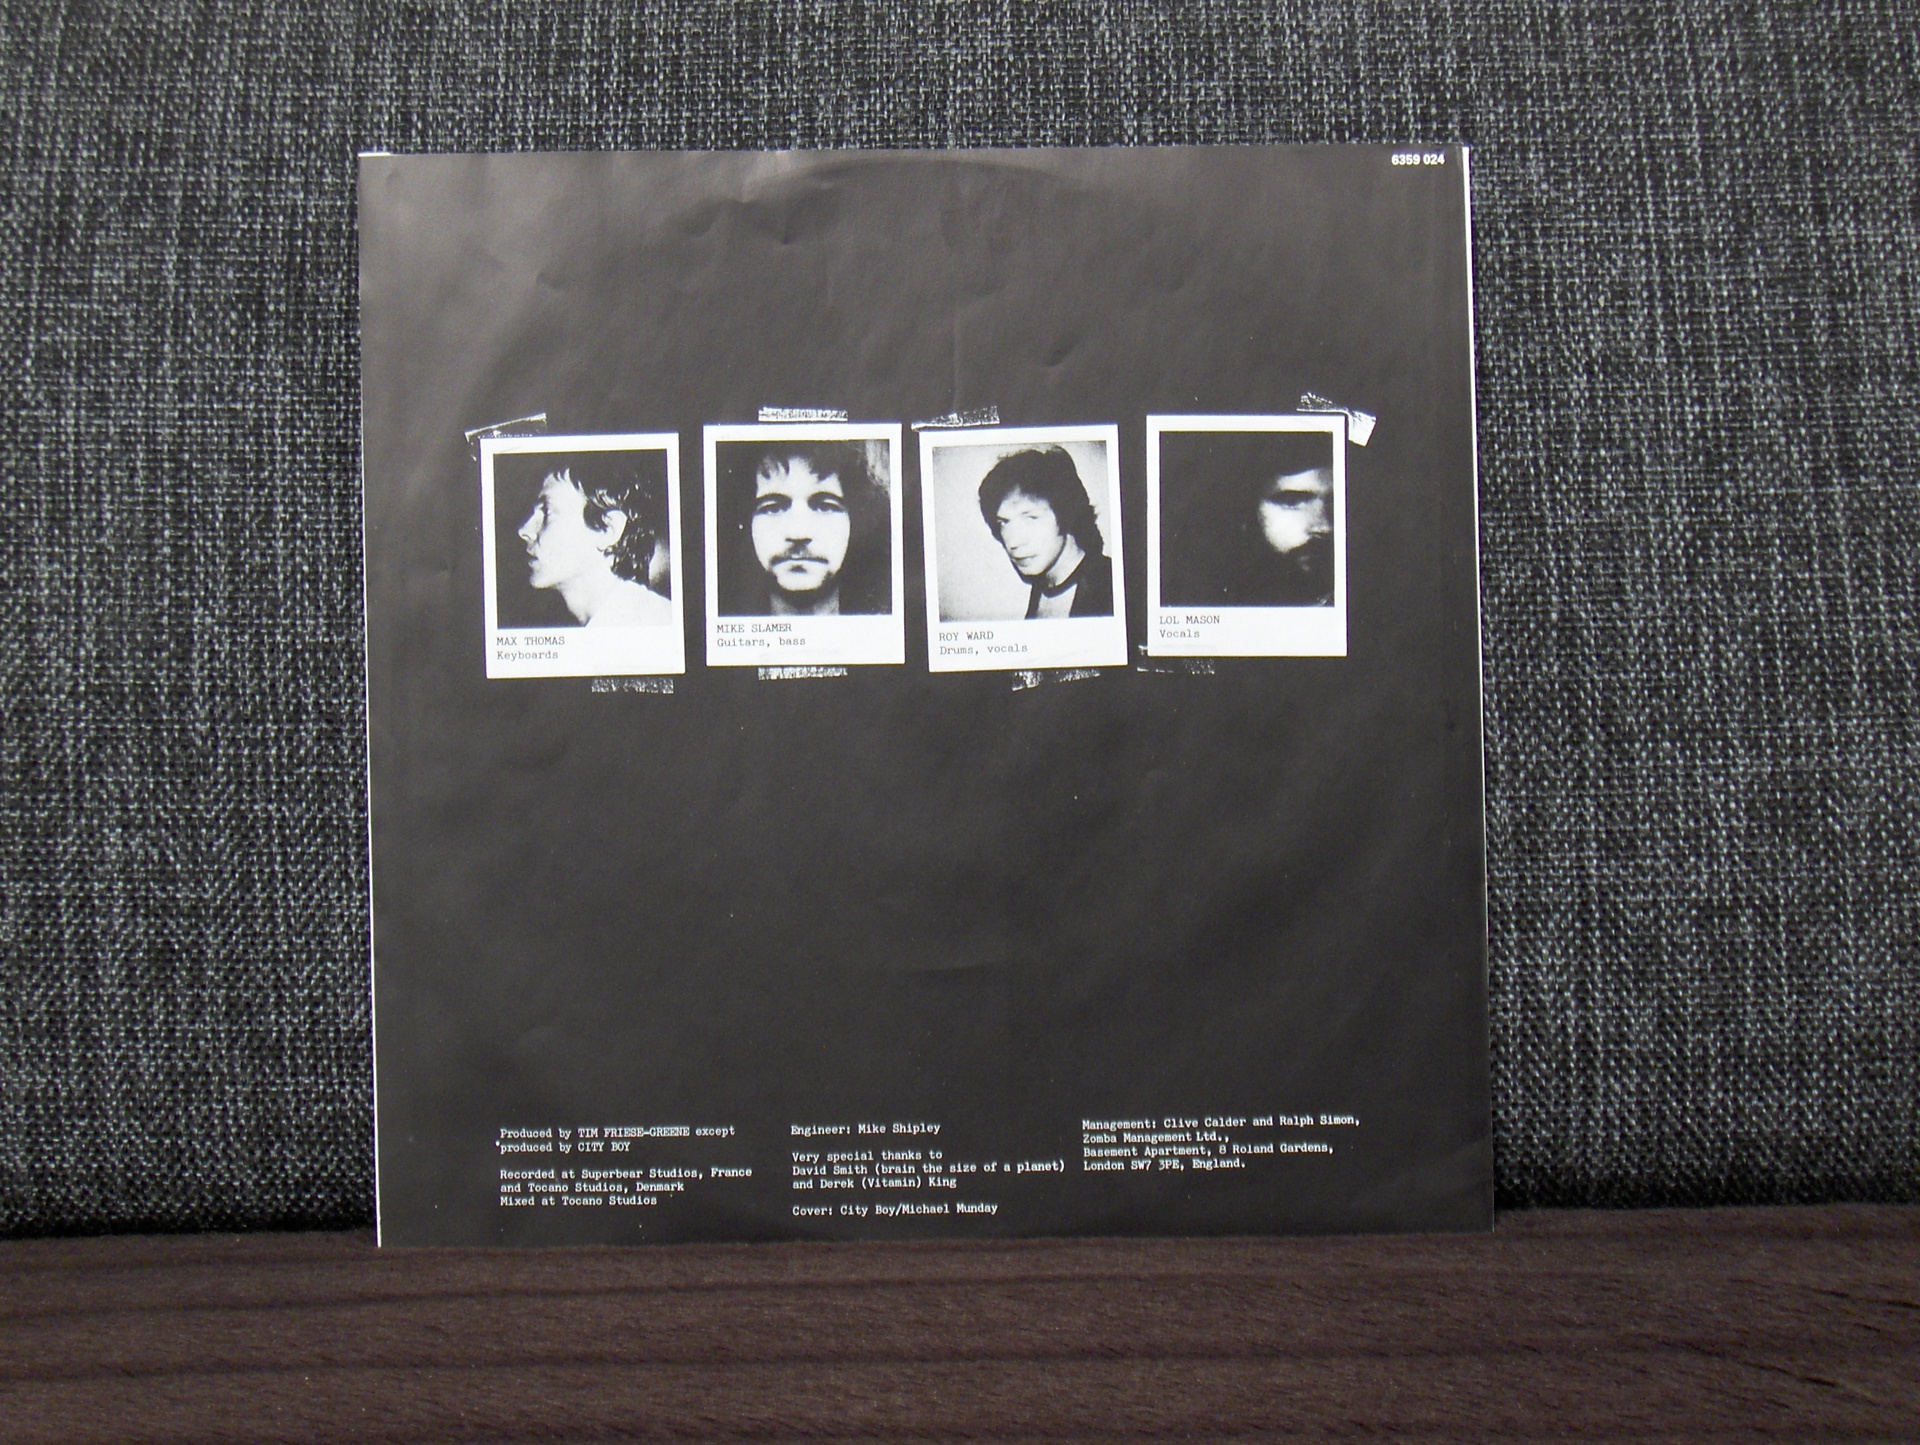 6359 024
MAX THOMAS
Keyboards
MIKE SLAMER
Guitars, bass
ROY WARD
Drums, vocals
LOL MASON
Vocals
Produced by TIM FRIESE-GREENE except
*produced by CITY BOY
Recorded at Superbear Studios, France
and Tocano Studios, Denmark
Mixed at Tocano Studios
Engineer: Mike Shipley
Very special thanks to
David Smith (brain the size of a planet)
and Derek (Vitamin) King
Cover: City Boy/Michael Munday
Management: Clive Calder and Ralph Simon,
Zomba Management Ltd.,
Basement Apartment, 8 Roland Gardens,
London SW7 3PE, England.